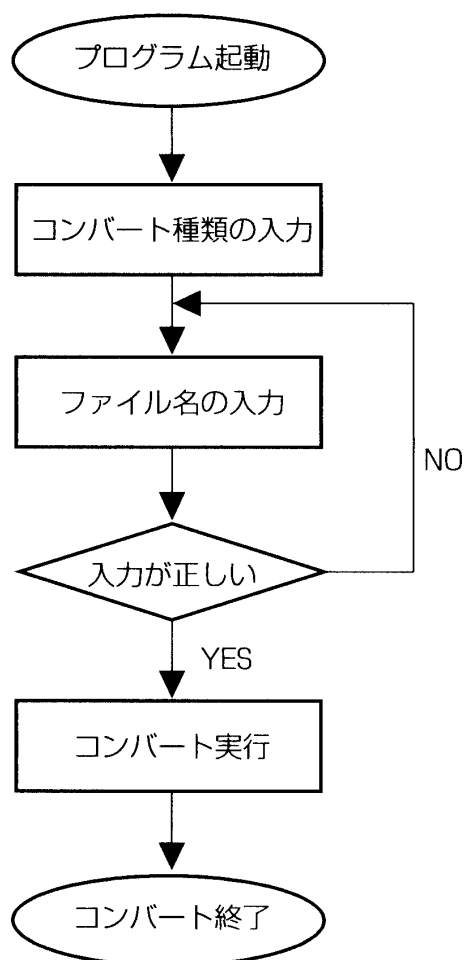 プログラム起動
コンバート種類の入力
ファイル名の入力
NO
入力が正しい
YES
コンバート実行
コンバート終了